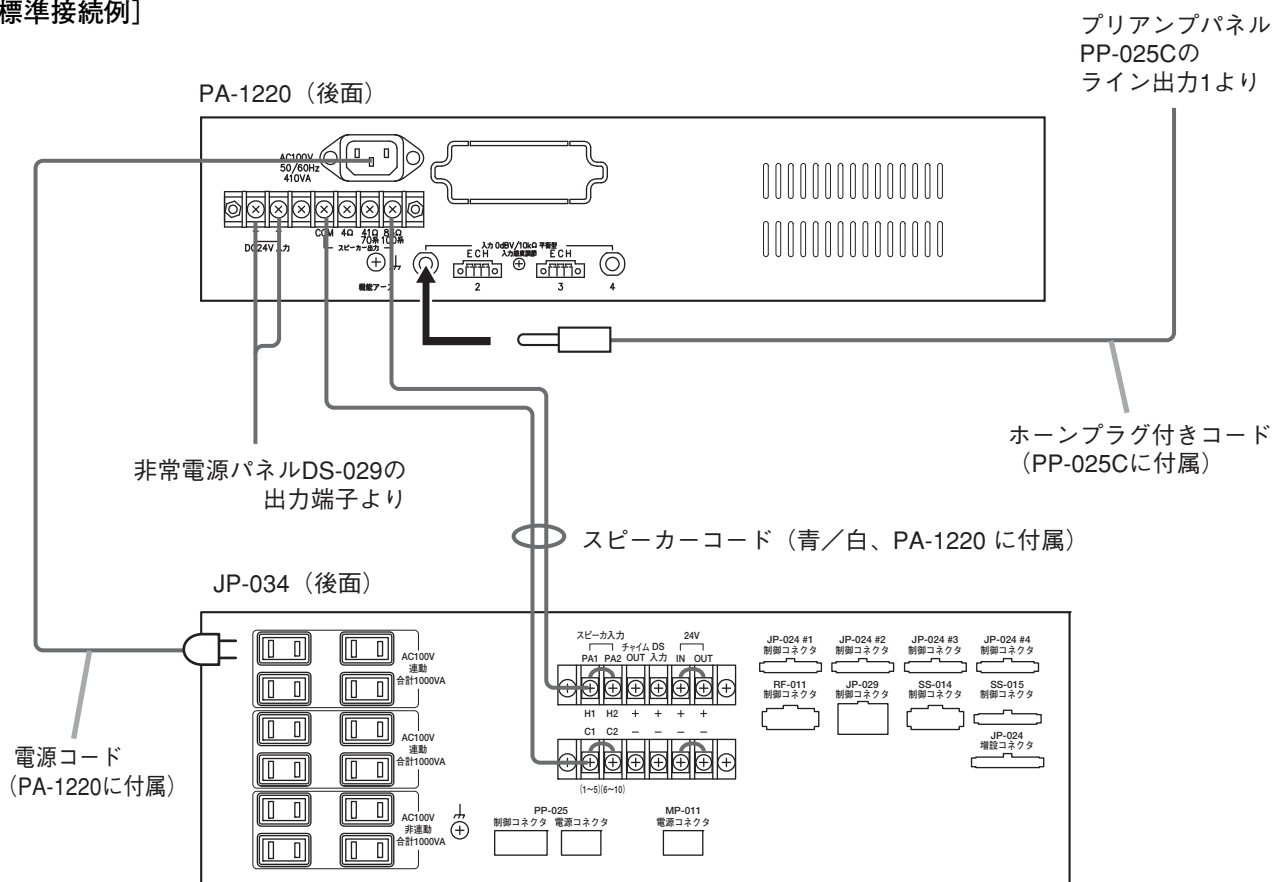 標準接続例]
プリアンプパネル
PP-025Cの
ライン出力1より
PA-1220（後面）
AC100V
50/60Hz
410VA
COM 4Ω 41Ω
70系 100系
DC24V入力
スピーカー出力
機能アース
入力 0dBV/10kΩ 平衡型
E C H
E C H
2
3
4
非常電源パネルDS-029の
出力端子より
ホーンプラグ付きコード
（PP-025Cに付属）
スピーカーコード（青／白、PA-1220 に付属）
JP-034（後面）
AC100V
連動
合計1000VA
AC100V
連動
合計1000VA
AC100V
非連動
合計1000VA
スピーカ入力
チャイム DS
24V
PA1 PA2 OUT 入力 IN OUT
H1 H2 + + + +
C1 C2 − − − −
(1~5)(6~10)
JP-024 #1
制御コネクタ
JP-024 #2
制御コネクタ
JP-024 #3
制御コネクタ
JP-024 #4
制御コネクタ
RF-011
制御コネクタ
JP-029
制御コネクタ
SS-014
制御コネクタ
SS-015
制御コネクタ
JP-024
増設コネクタ
PP-025
制御コネクタ 電源コネクタ
MP-011
電源コネクタ
電源コード
（PA-1220に付属）